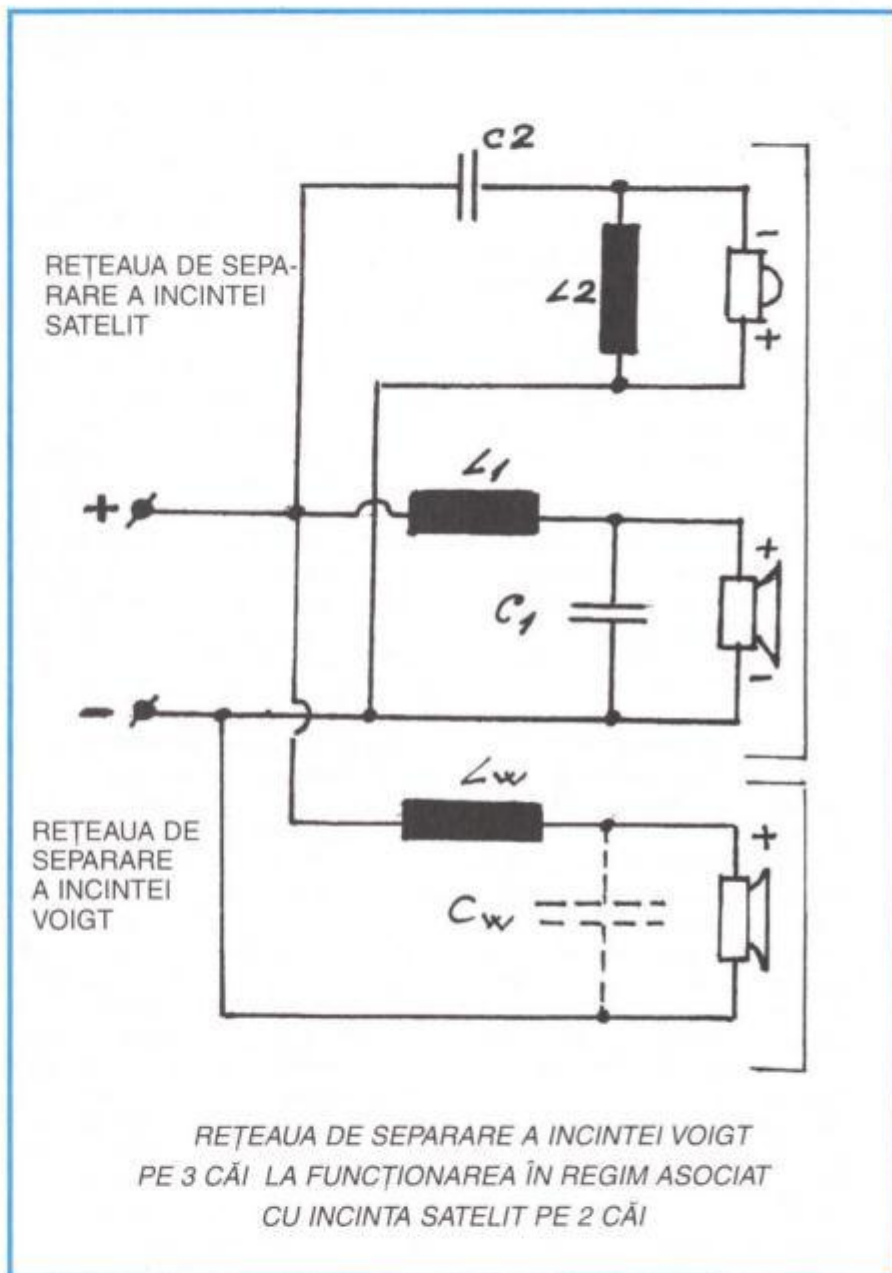 C2
REȚEAUA DE SEPA-
RARE A INCINTEI
SATELIT
L2
-
+
L1
+
+
C1
-
-
Lw
REȚEAUA DE
SEPARARE
A INCINTEI
VOIGT
+
Cw
REȚEAUA DE SEPARARE A INCINTEI VOIGT
PE 3 CĂI LA FUNCȚIONAREA ÎN REGIM ASOCIAT
CU INCINTA SATELIT PE 2 CĂI